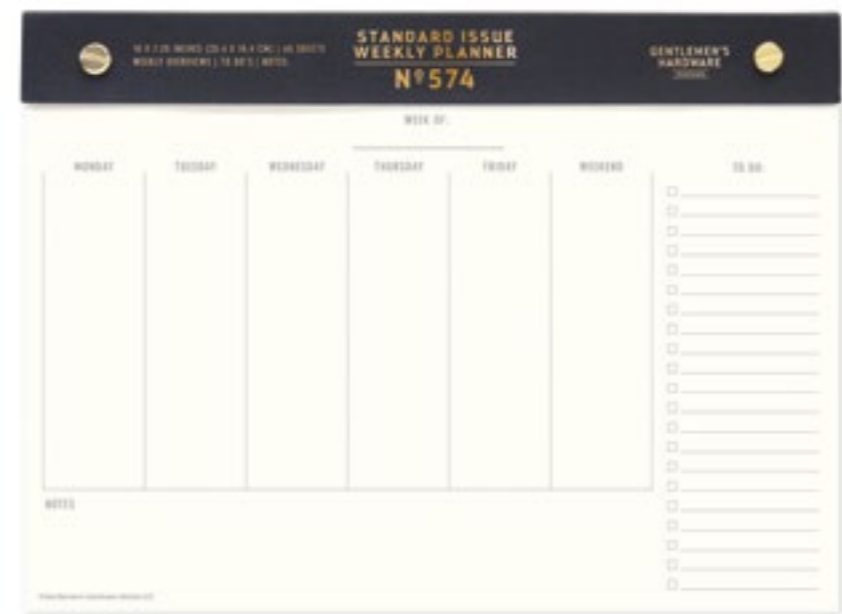 STANDARD ISSUE
WEEKLY PLANNER
Nº574
GENTLEMEN'S
HARDWARE
WEEK OF:
MONDAY
TUESDAY
WEDNESDAY
THURSDAY
FRIDAY
WEEKEND
TO DO:
NOTES